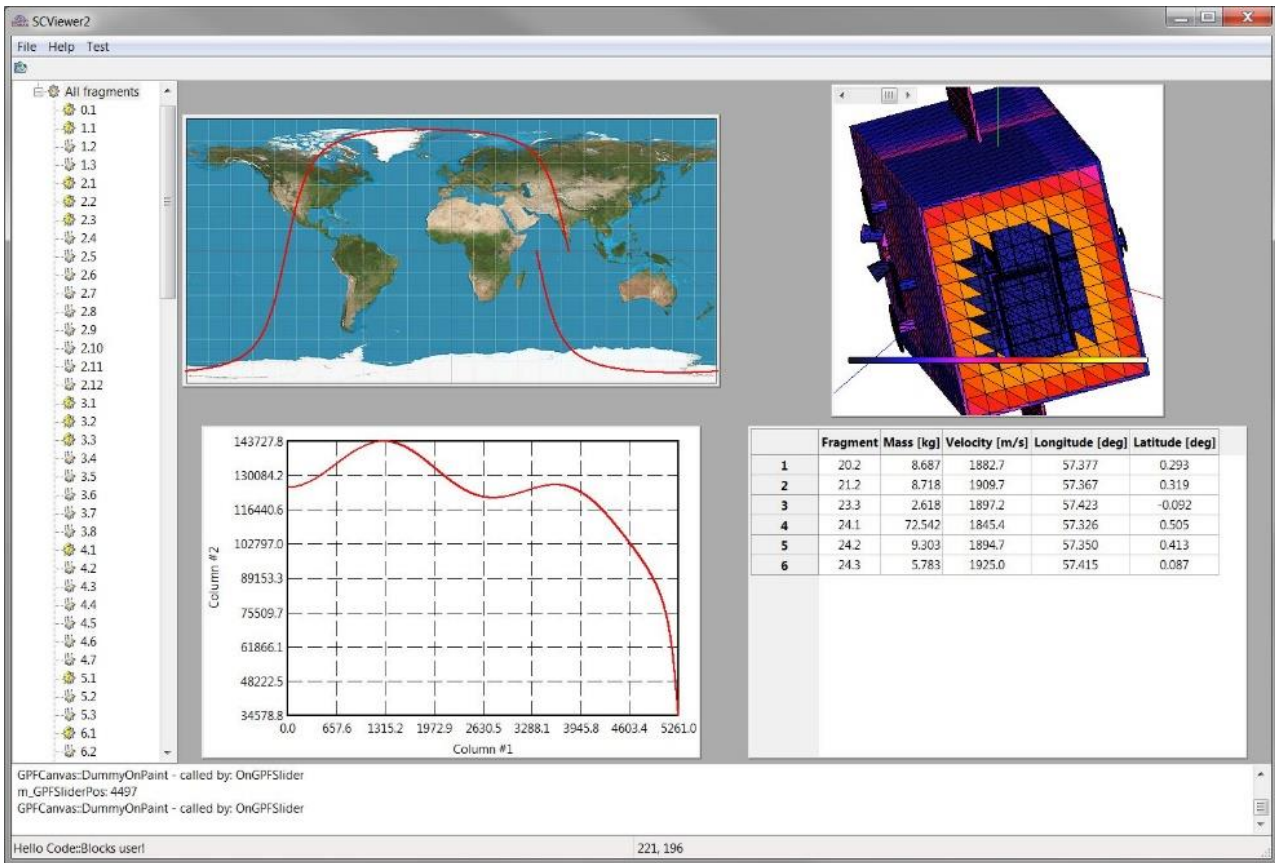 SCViewer2
File Help Test
All fragments
0.1
1.1
1.2
1.3
2.1
2.2
2.3
2.4
2.5
2.6
2.7
2.8
2.9
2.10
2.11
2.12
3.1
3.2
3.3
3.4
3.5
3.6
3.7
3.8
4.1
4.2
4.3
4.4
4.5
4.6
4.7
5.1
5.2
5.3
6.1
6.2
143727.8
130084.2
116440.6
102797.0
89153.3
75509.7
61866.1
48222.5
34578.8
Column #2
0.0 657.6 1315.2 1972.9 2630.5 3288.1 3945.8 4603.4 5261.0
Column #1
Fragment Mass [kg] Velocity [m/s] Longitude [deg] Latitude [deg]
1 20.2 8.687 1882.7 57.377 0.293
2 21.2 8.718 1909.7 57.367 0.319
3 23.3 2.618 1897.2 57.423 -0.092
4 24.1 72.542 1845.4 57.326 0.505
5 24.2 9.303 1894.7 57.350 0.413
6 24.3 5.783 1925.0 57.415 0.087
GPFCanvas::DummyOnPaint - called by: OnGPFSlider
m_GPFSliderPos: 4497
GPFCanvas::DummyOnPaint - called by: OnGPFSlider
Hello Code::Blocks user! 221, 196